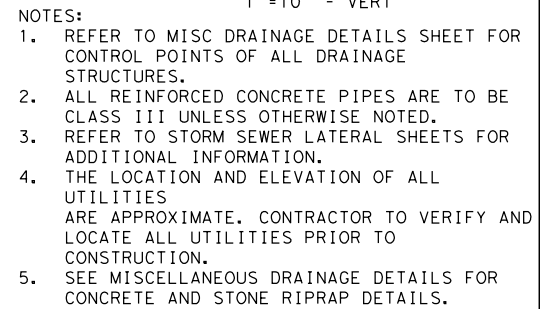 1"=10' - VERT
NOTES:
1. REFER TO MISC DRAINAGE DETAILS SHEET FOR
CONTROL POINTS OF ALL DRAINAGE
STRUCTURES.
2. ALL REINFORCED CONCRETE PIPES ARE TO BE
CLASS III UNLESS OTHERWISE NOTED.
3. REFER TO STORM SEWER LATERAL SHEETS FOR
ADDITIONAL INFORMATION.
4. THE LOCATION AND ELEVATION OF ALL
UTILITIES
ARE APPROXIMATE. CONTRACTOR TO VERIFY AND
LOCATE ALL UTILITIES PRIOR TO
CONSTRUCTION.
5. SEE MISCELLANEOUS DRAINAGE DETAILS FOR
CONCRETE AND STONE RIPRAP DETAILS.